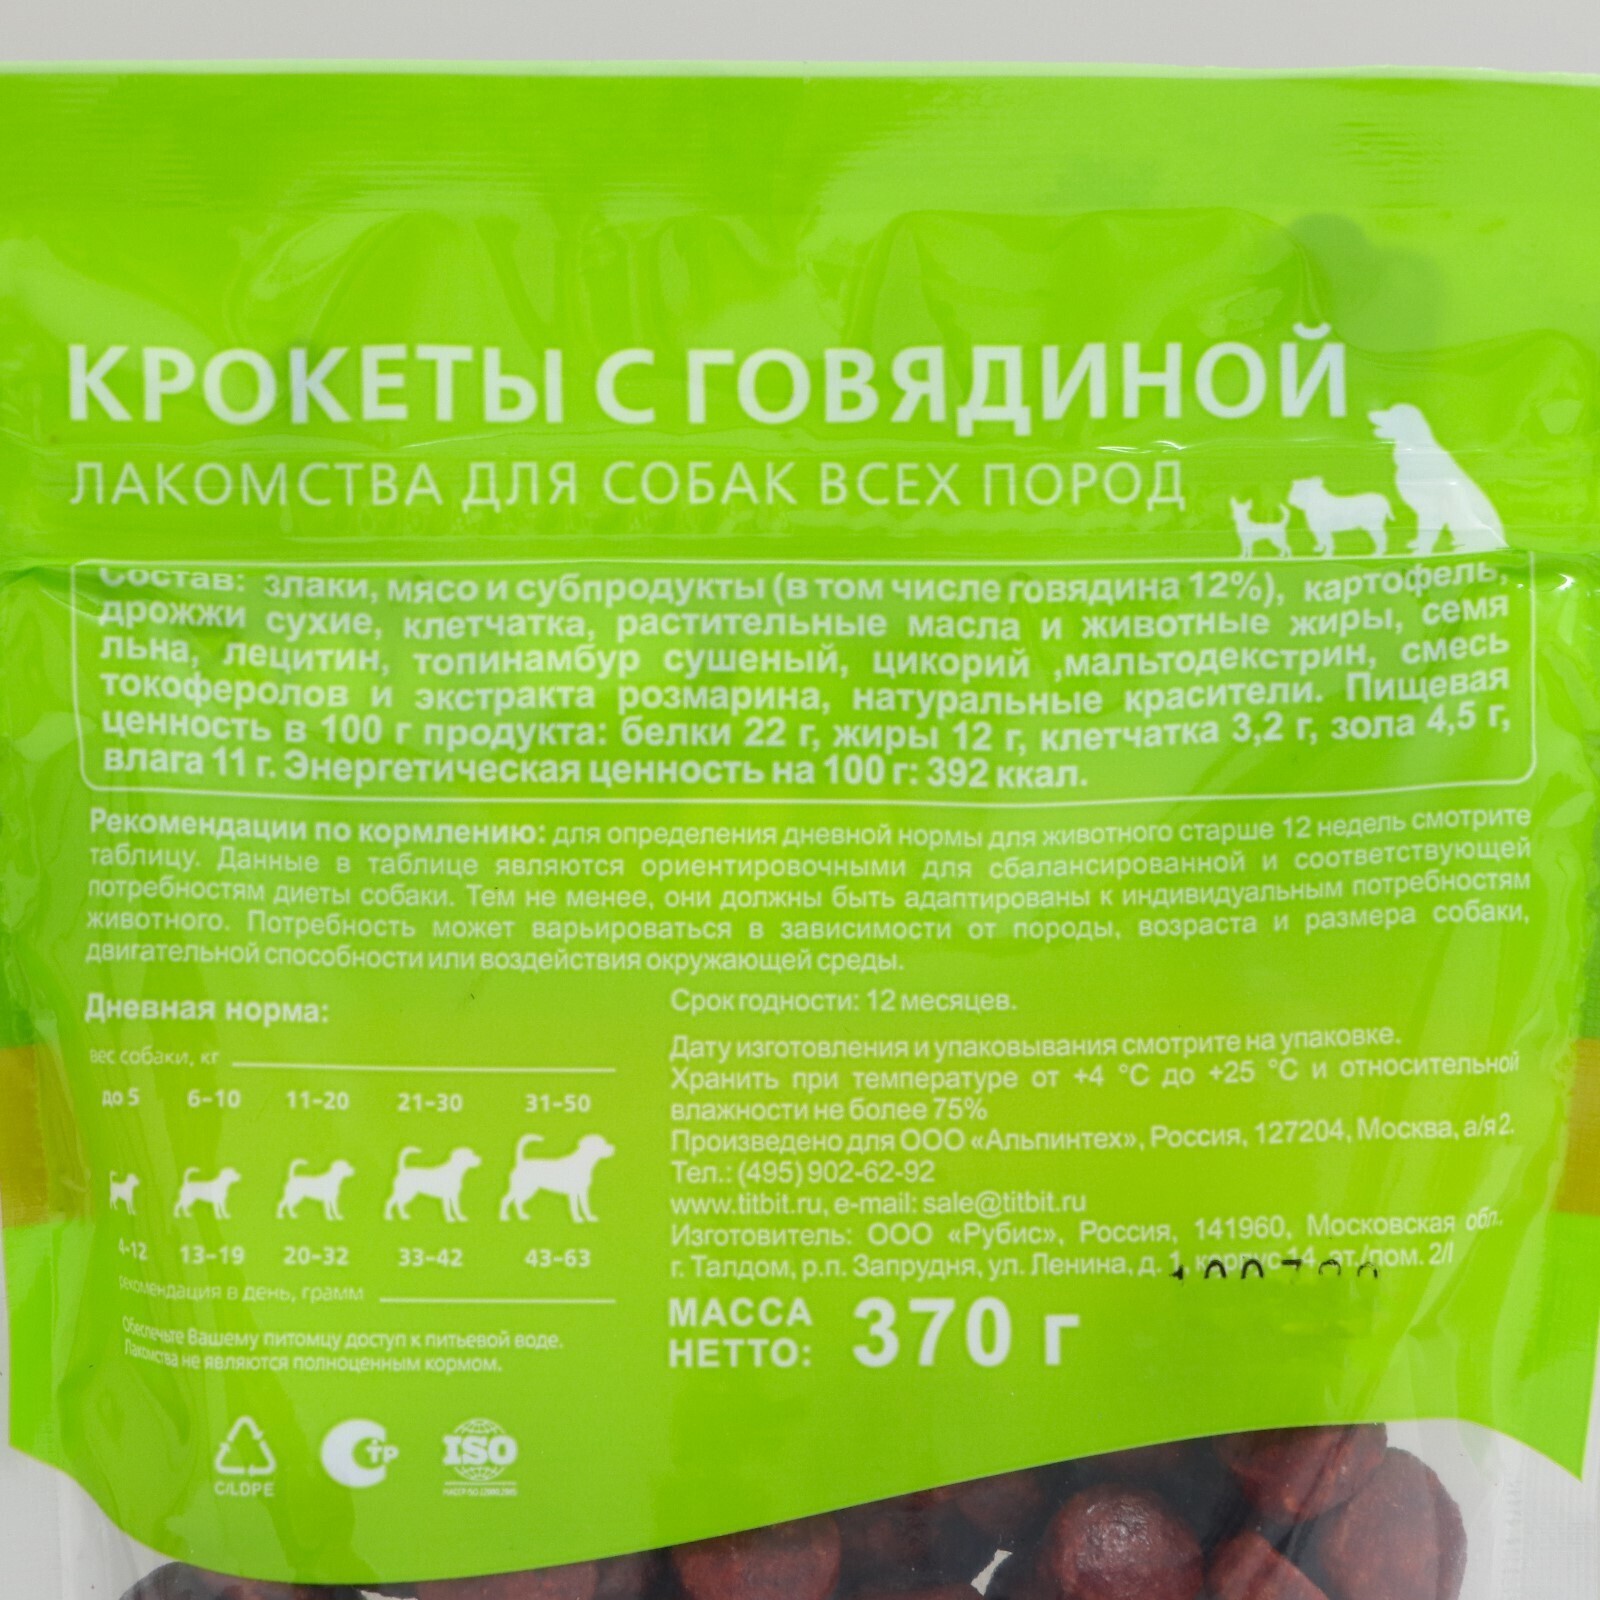 КРОКЕТЫ С ГОВЯДИНОЙ
ЛАКОМСТВА ДЛЯ СОБАК ВСЕХ ПОРОД
Состав: злаки, мясо и субпродукты (в том числе говядина 12%), картофель,
дрожжи сухие, клетчатка, растительные масла и животные жиры, семя
льна, лецитин, топинамбур сушеный, цикорий ,мальтодекстрин, смесь
токоферолов и экстракта розмарина, натуральные красители. Пищевая
ценность в 100 г продукта: белки 22 г, жиры 12 г, клетчатка 3,2 г, зола 4,5 г,
влага 11 г. Энергетическая ценность на 100 г: 392 ккал.
Рекомендации по кормлению: для определения дневной нормы для животного старше 12 недель смотрите
таблицу. Данные в таблице являются ориентировочными для сбалансированной и соответствующей
потребностям диеты собаки. Тем не менее, они должны быть адаптированы к индивидуальным потребностям
животного. Потребность может варьироваться в зависимости от породы, возраста и размера собаки,
двигательной способности или воздействия окружающей среды.
Дневная норма:
вес собаки, кг
до 5 6–10 11–20 21–30 31–50
4–12 13–19 20–32 33–42 43–63
рекомендация в день, грамм
Обеспечьте Вашему питомцу доступ к питьевой воде.
Лакомства не являются полноценным кормом.
C/LDPE
СТР
ISO
Срок годности: 12 месяцев.
Дату изготовления и упаковывания смотрите на упаковке.
Хранить при температуре от +4 °C до +25 °C и относительной
влажности не более 75%
Произведено для ООО «Альпинтех», Россия, 127204, Москва, а/я 2.
Тел.: (495) 902-62-92
www.titbit.ru, e-mail: sale@titbit.ru
Изготовитель: ООО «Рубис», Россия, 141960, Московская обл.
г. Талдом, р.п. Запрудня, ул. Ленина, д. 1, корпус 14, эт./пом. 2/I
МАССА
НЕТТО: 370 г